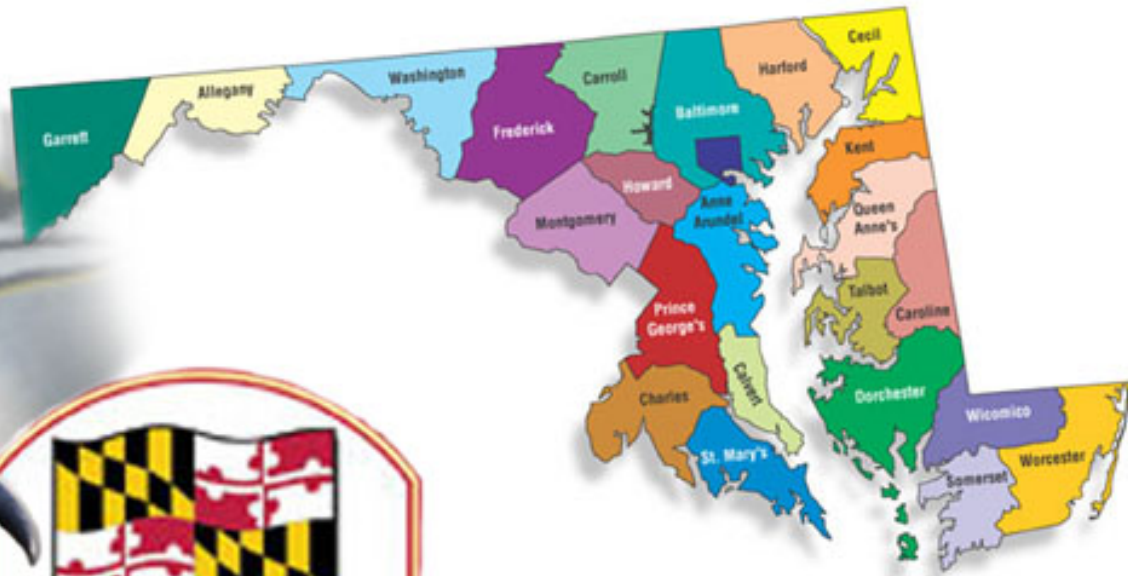 Garrett
Allegany
Washington
Frederick
Carroll
Baltimore
Harford
Cecil
Kent
Howard
Montgomery
Anne
Arundel
Queen
Anne's
Talbot
Caroline
Prince
George's
Calvert
Charles
St. Mary's
Dorchester
Wicomico
Somerset
Worcester